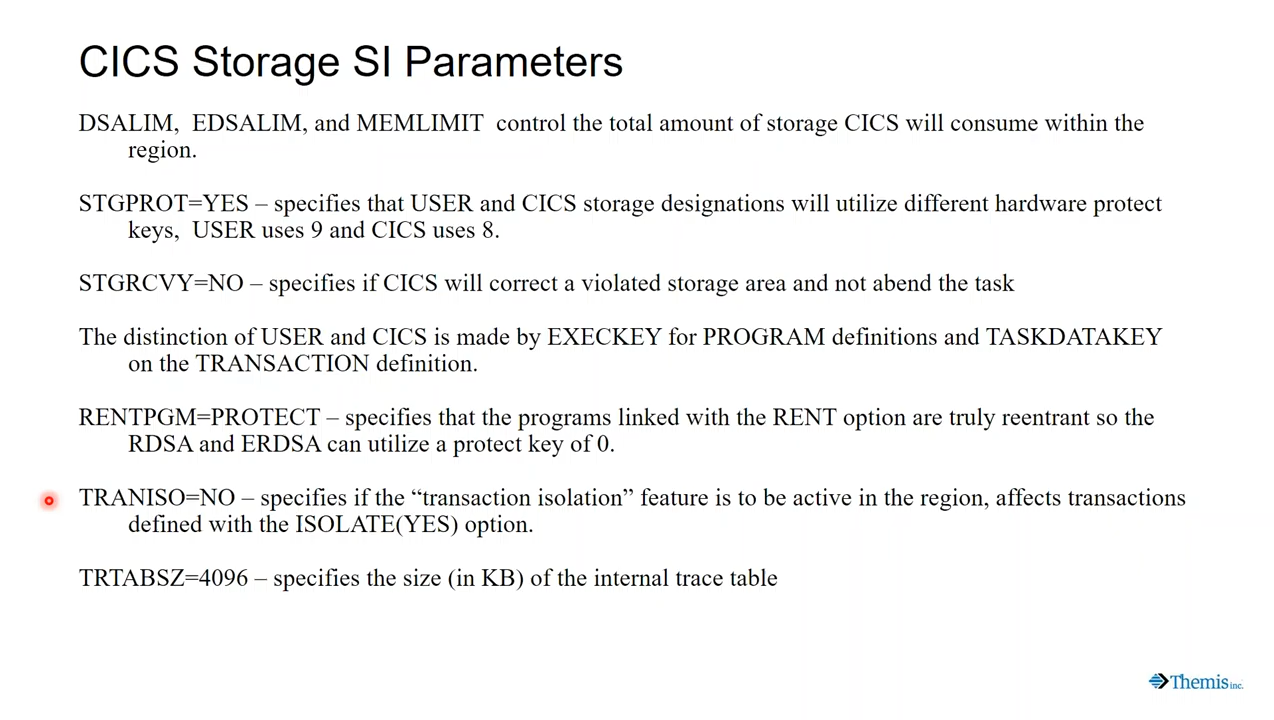 CICS Storage SI Parameters
DSALIM, EDSALIM, and MEMLIMIT control the total amount of storage CICS will consume within the
region.
STGPROT=YES – specifies that USER and CICS storage designations will utilize different hardware protect
keys, USER uses 9 and CICS uses 8.
STGRCVY=NO – specifies if CICS will correct a violated storage area and not abend the task
The distinction of USER and CICS is made by EXECKEY for PROGRAM definitions and TASKDATAKEY
on the TRANSACTION definition.
RENTPGM=PROTECT – specifies that the programs linked with the RENT option are truly reentrant so the
RDSA and ERDSA can utilize a protect key of 0.
TRANISO=NO – specifies if the “transaction isolation” feature is to be active in the region, affects transactions
defined with the ISOLATE(YES) option.
TRTABSZ=4096 – specifies the size (in KB) of the internal trace table
Themis inc.